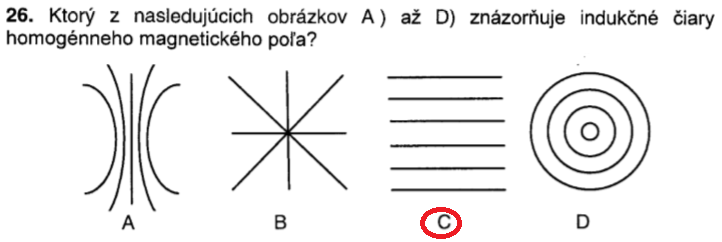 26. Ktorý z nasledujúcich obrázkov A ) až D) znázorňuje indukčné čiary
homogénneho magnetického poľa?
A B C D